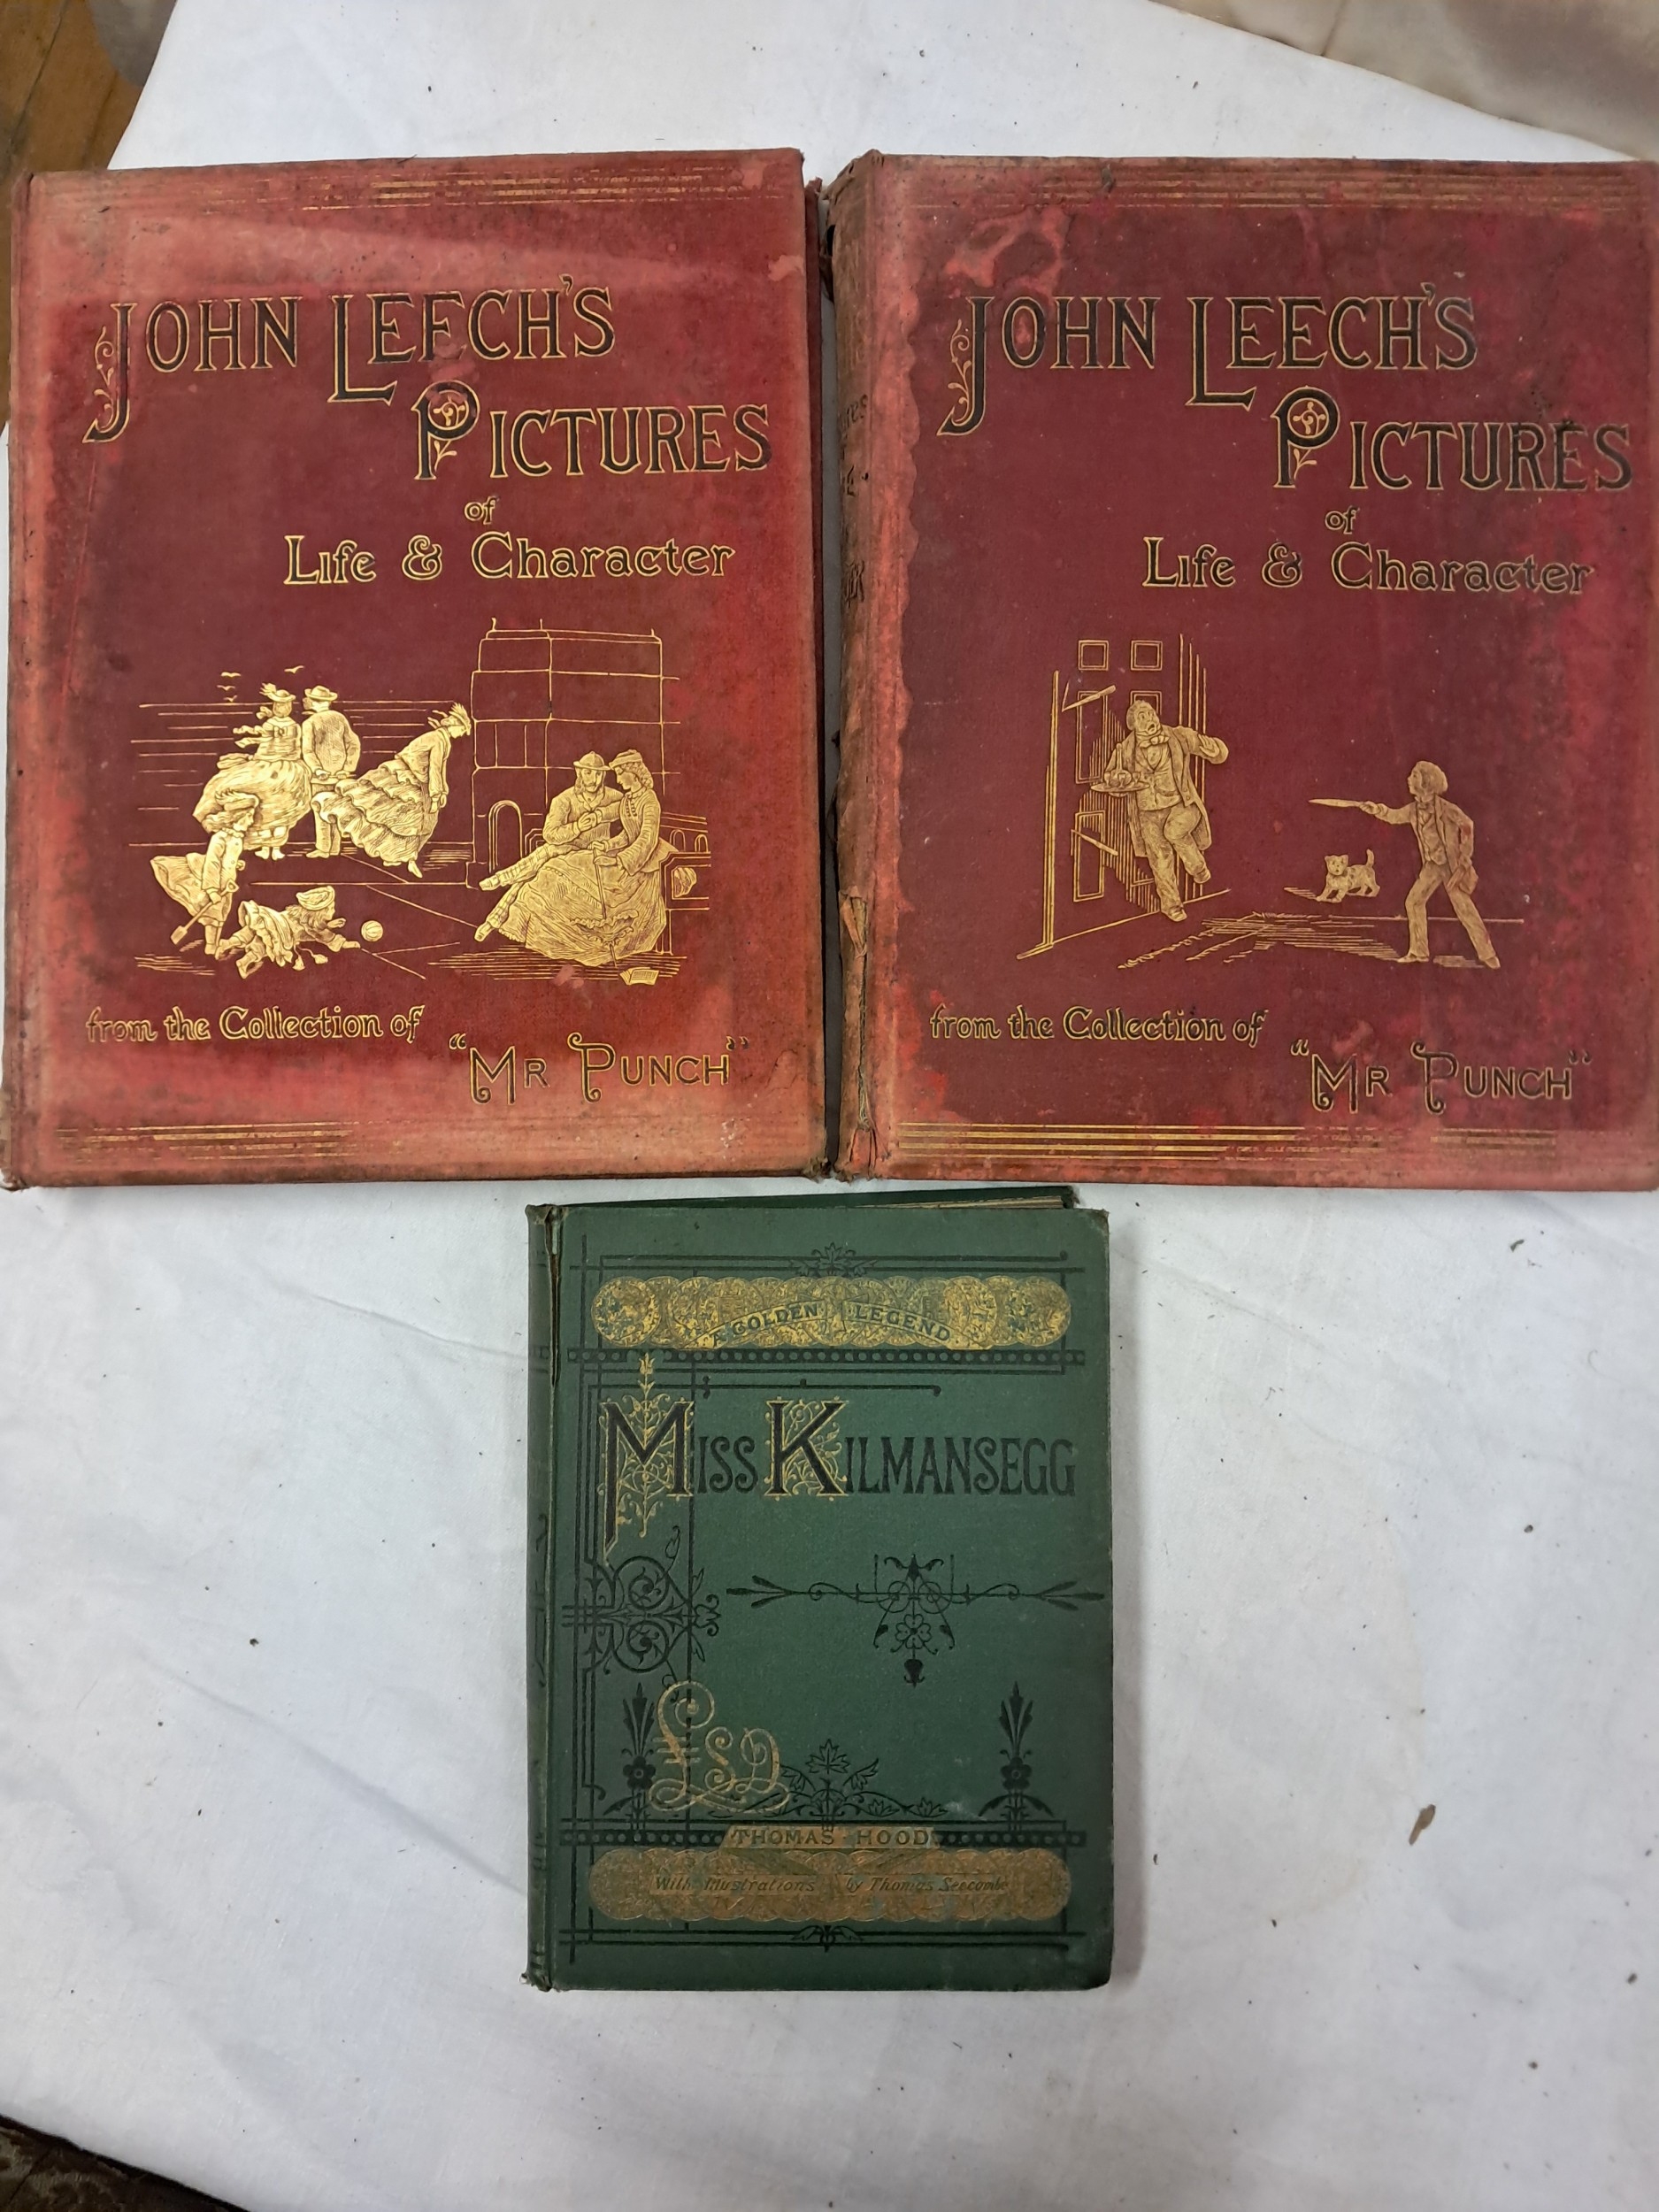 JOHN LEECH'S
PICTURES
of
Life & Character
from the Collection of
"MR PUNCH"
JOHN LEECH'S
PICTURES
of
Life & Character
from the Collection of
"MR PUNCH"
A GOLDEN LEGEND
MISS KILMANSEGG
£SD
THOMAS HOOD
With Illustrations by Thomas Seccombe